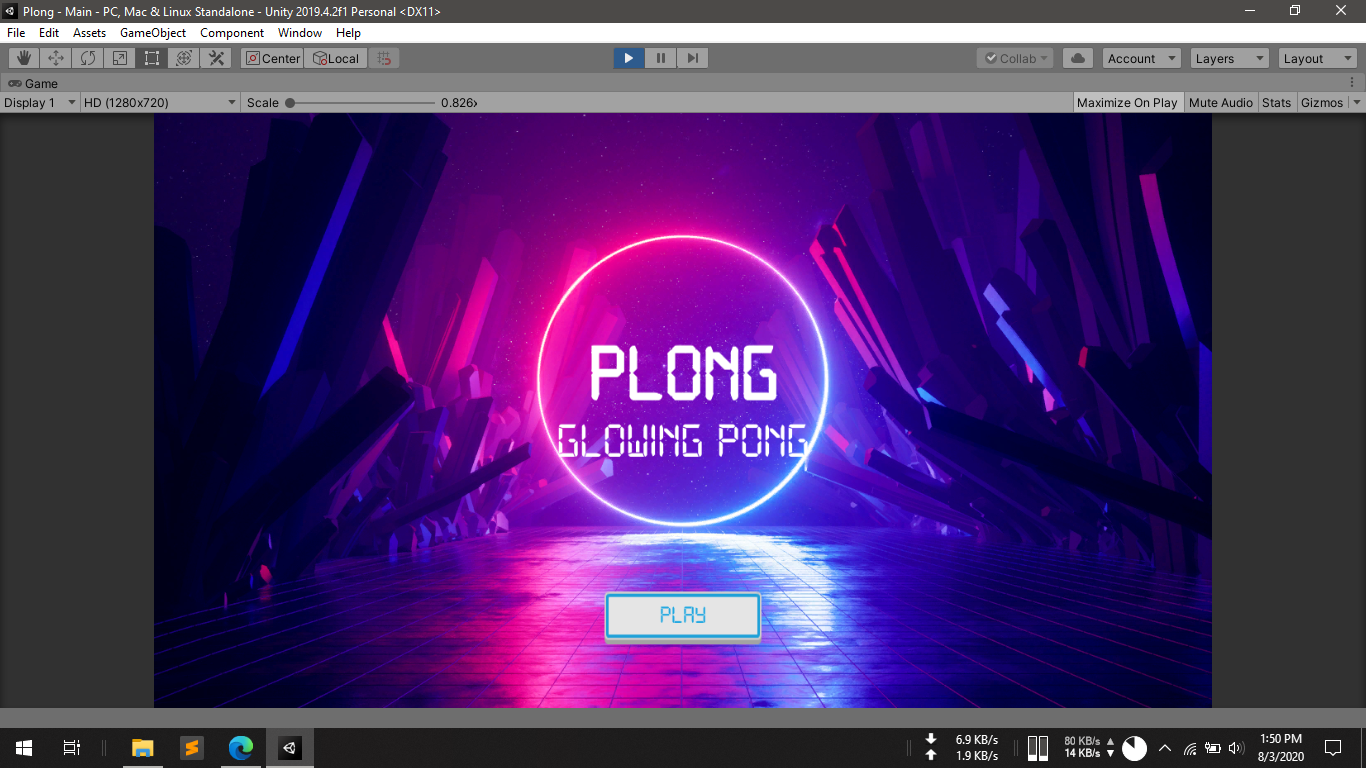 Plong - Main - PC, Mac & Linux Standalone - Unity 2019.4.2f1 Personal <DX11>
File Edit Assets GameObject Component Window Help
Center Local Collab Account Layers Layout
Game
Display 1 HD (1280x720) Scale 0.826x Maximize On Play Mute Audio Stats Gizmos
PLONG
GLOWING PONG
PLAY
6.9 KB/s 80 KB/s 1:50 PM
1.9 KB/s 14 KB/s 8/3/2020